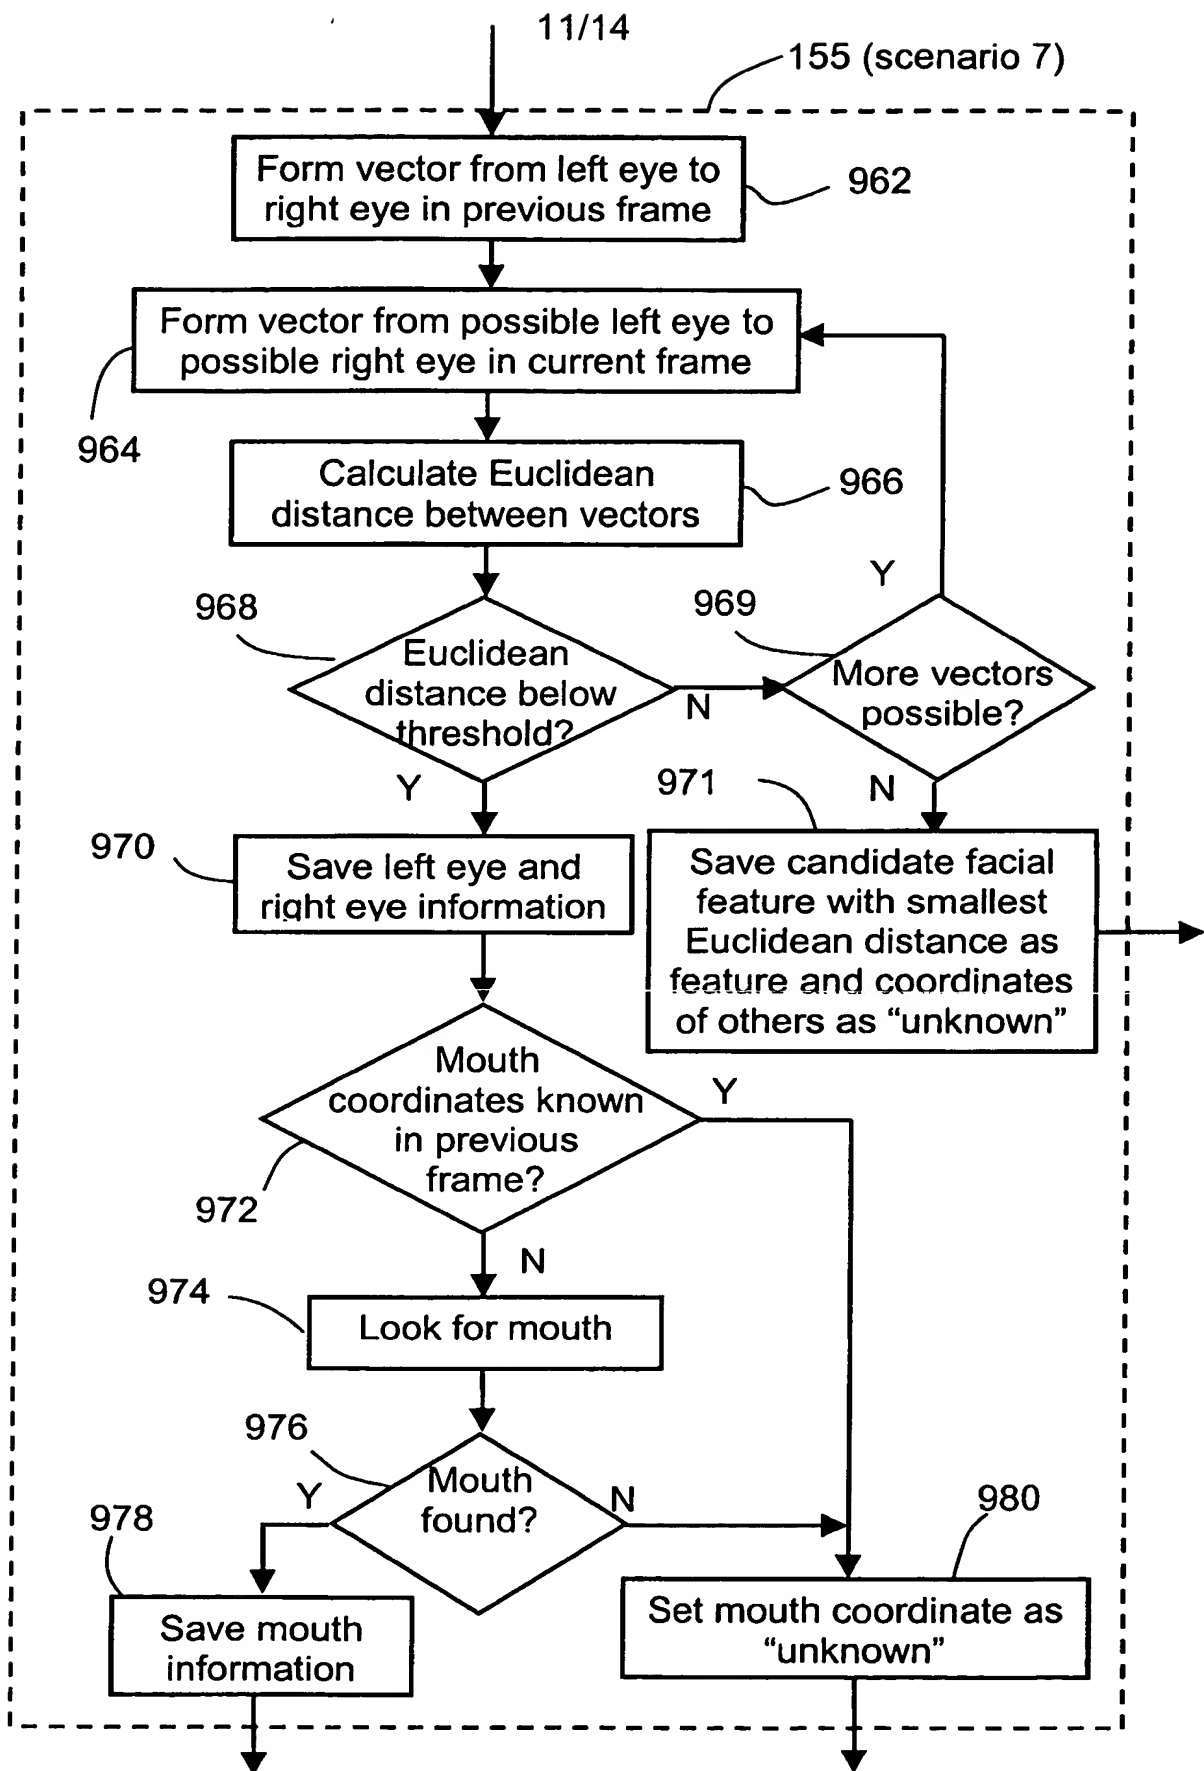 11/14
155 (scenario 7)
Form vector from left eye to
right eye in previous frame
962
Form vector from possible left eye to
possible right eye in current frame
964
Calculate Euclidean
distance between vectors
966
Y
968
969
Euclidean
distance below
threshold?
N
More vectors
possible?
Y
971
N
970
Save left eye and
right eye information
Save candidate facial
feature with smallest
Euclidean distance as
feature and coordinates
of others as "unknown"
Mouth
coordinates known
in previous
frame?
Y
972
N
974
Look for mouth
976
Mouth
found?
Y
N
978
980
Save mouth
information
Set mouth coordinate as
"unknown"